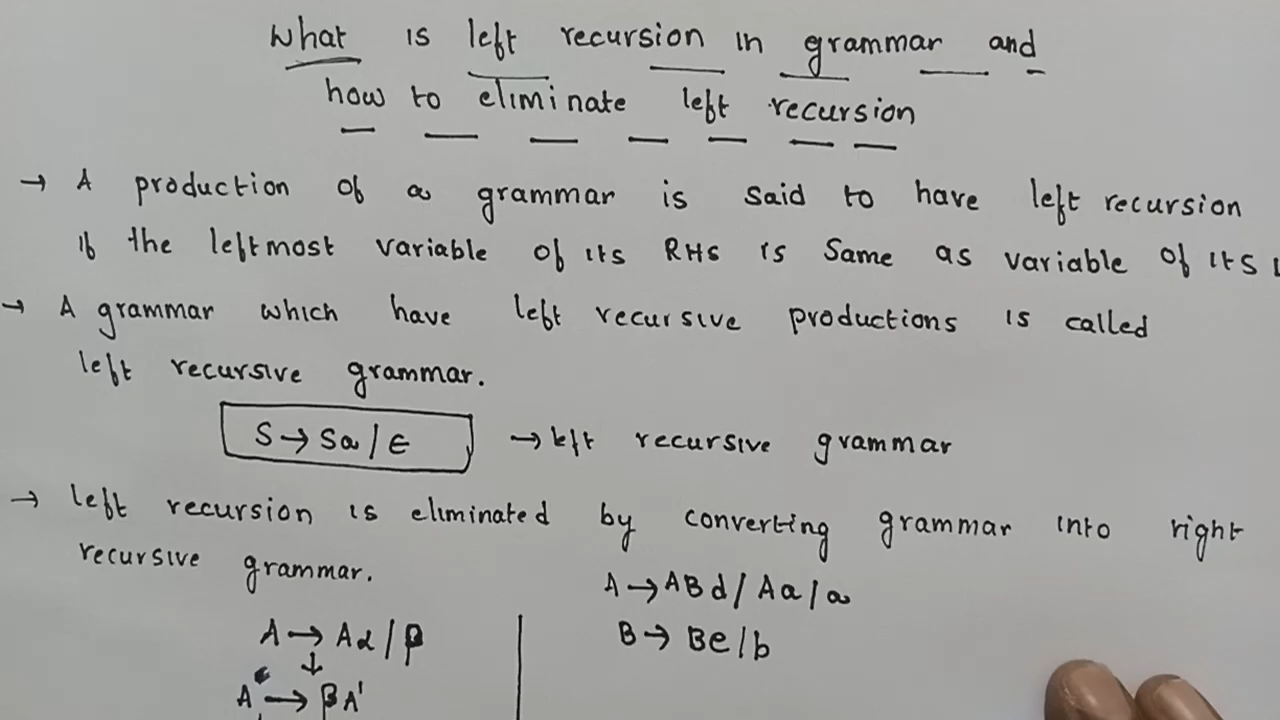 What is left recursion in grammar and
how to eliminate left recursion
→ A production of a grammar is said to have left recursion
if the leftmost variable of its RHS is same as variable of its
→ A grammar which have left recursive productions is called
left recursive grammar.
S → Sa / ϵ → left recursive grammar
→ left recursion is eliminated by converting grammar into right
recursive grammar.
A → ABd / Aa / a
B → Be / b
A → Aα / β
↓
A → βA'